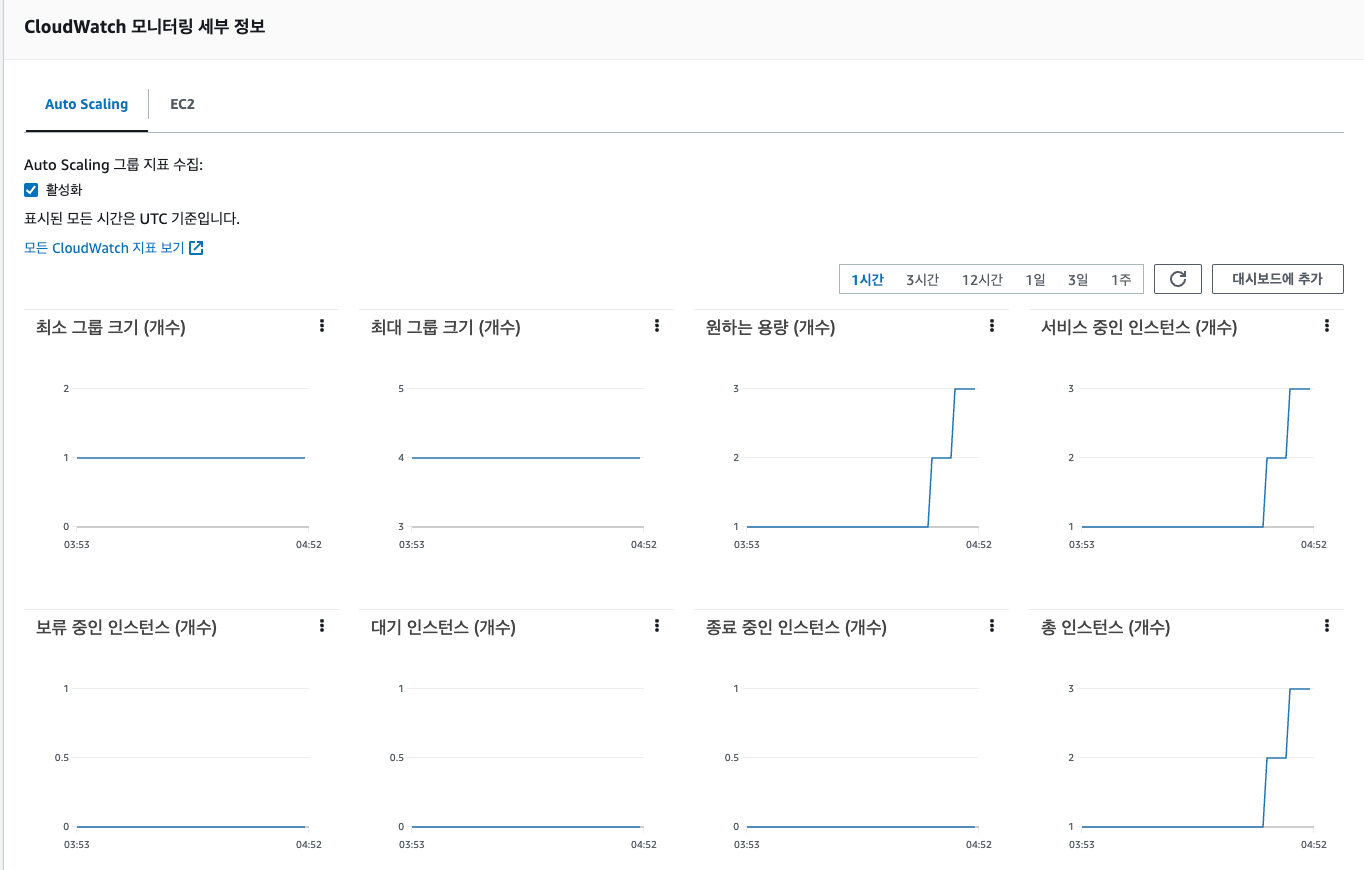 CloudWatch 모니터링 세부 정보
Auto Scaling EC2
Auto Scaling 그룹 지표 수집:
활성화
표시된 모든 시간은 UTC 기준입니다.
모든 CloudWatch 지표 보기
1시간 3시간 12시간 1일 3일 1주 대시보드에 추가
최소 그룹 크기 (개수)
2
1
0
03:53 04:52
최대 그룹 크기 (개수)
5
4
3
03:53 04:52
원하는 용량 (개수)
3
2
1
03:53 04:52
서비스 중인 인스턴스 (개수)
3
2
1
03:53 04:52
보류 중인 인스턴스 (개수)
1
0.5
0
03:53 04:52
대기 인스턴스 (개수)
1
0.5
0
03:53 04:52
종료 중인 인스턴스 (개수)
1
0.5
0
03:53 04:52
총 인스턴스 (개수)
3
2
1
03:53 04:52